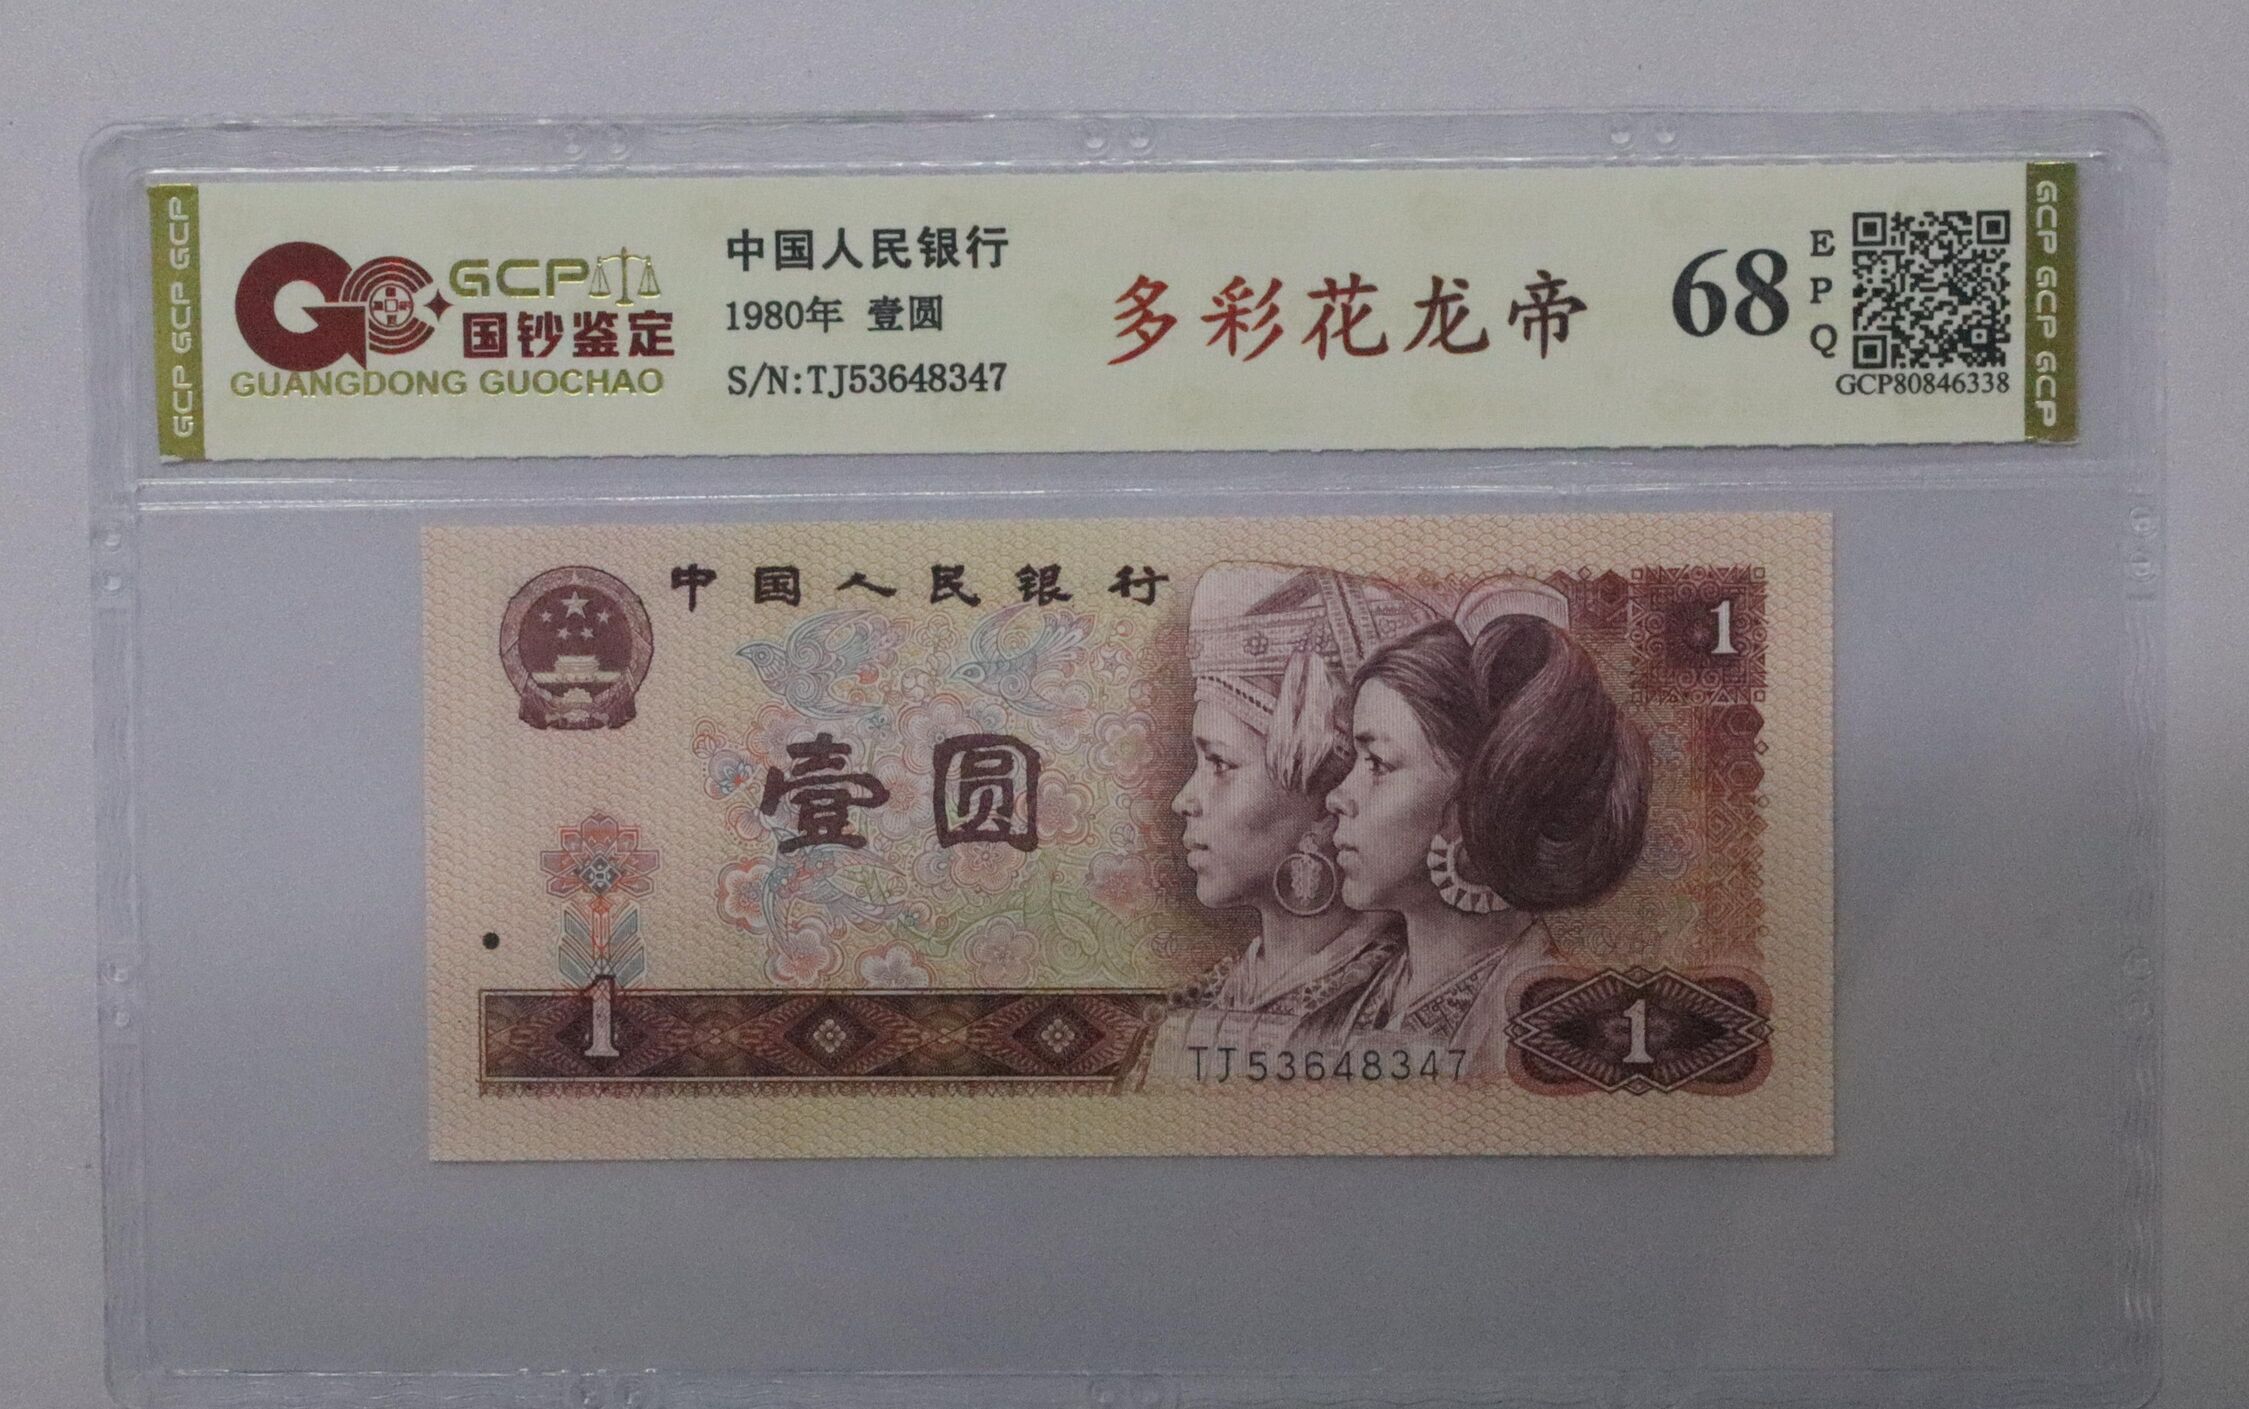 GCP GCP GCP
GCP
国钞鉴定
GUANGDONG GUOCHAO
中国人民银行
1980年 壹圆
S/N:TJ53648347
多彩花龙帝
68
EPQ
GCP80846338
GCP GCP GCP
中国人民银行
1
壹圆
1
TJ53648347
1